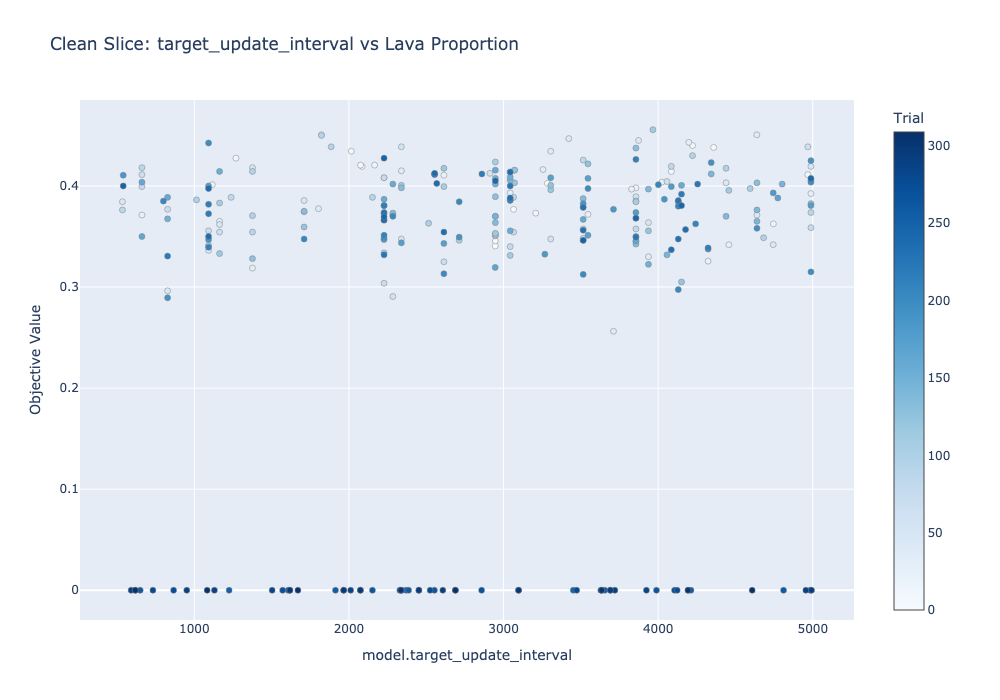 Clean Slice: target_update_interval vs Lava Proportion
Trial
300
250
200
150
100
50
0
Objective Value
0.4
0.3
0.2
0.1
0
1000 2000 3000 4000 5000
model.target_update_interval